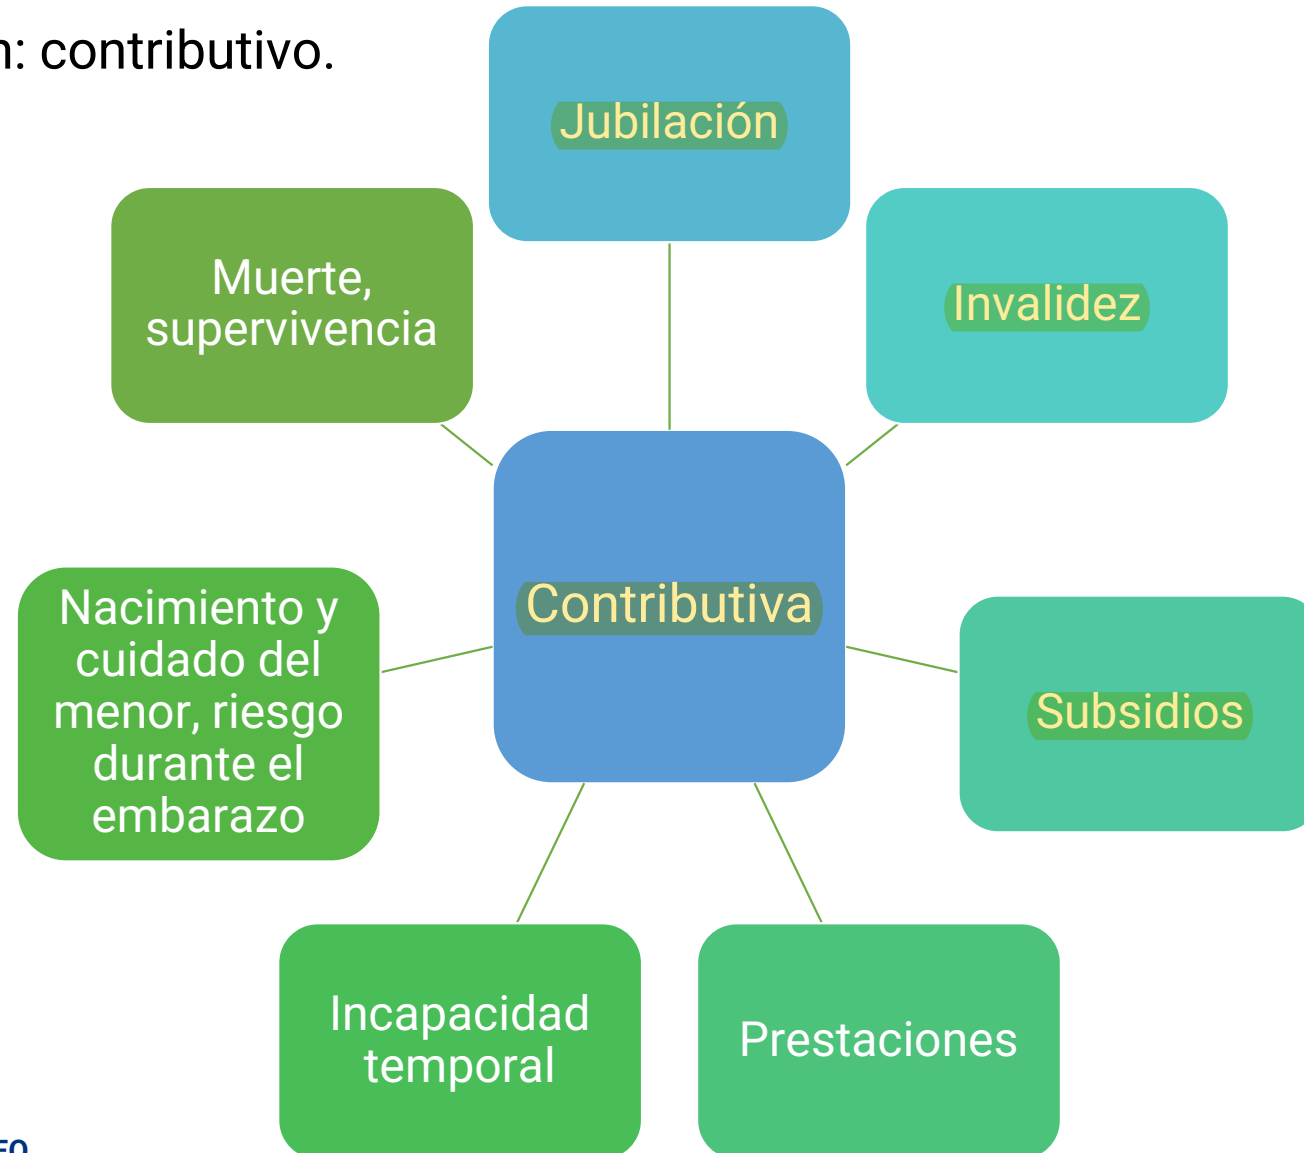 n: contributivo.
Jubilación
Muerte,
supervivencia
Invalidez
Contributiva
Nacimiento y
cuidado del
menor, riesgo
durante el
embarazo
Subsidios
Incapacidad
temporal
Prestaciones